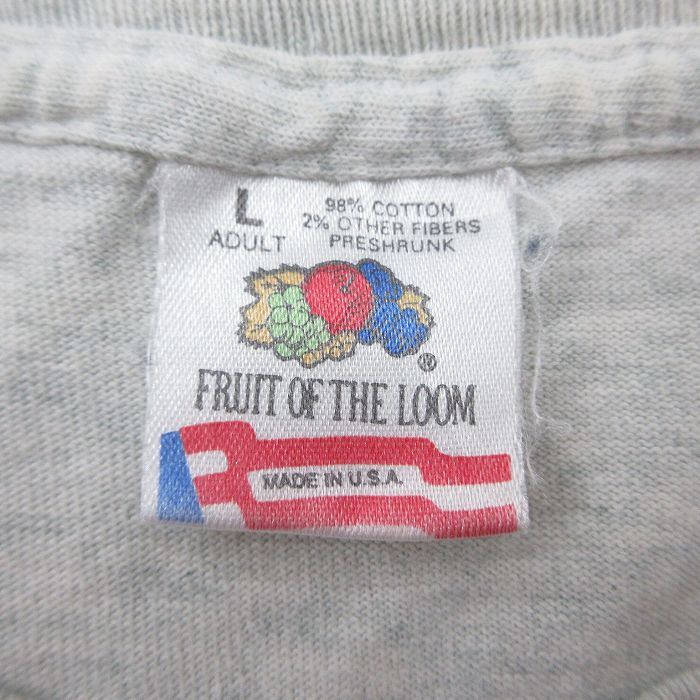 L
ADULT
98% COTTON
2% OTHER FIBERS
PRESHRUNK
®
FRUIT OF THE LOOM
MADE IN U.S.A.